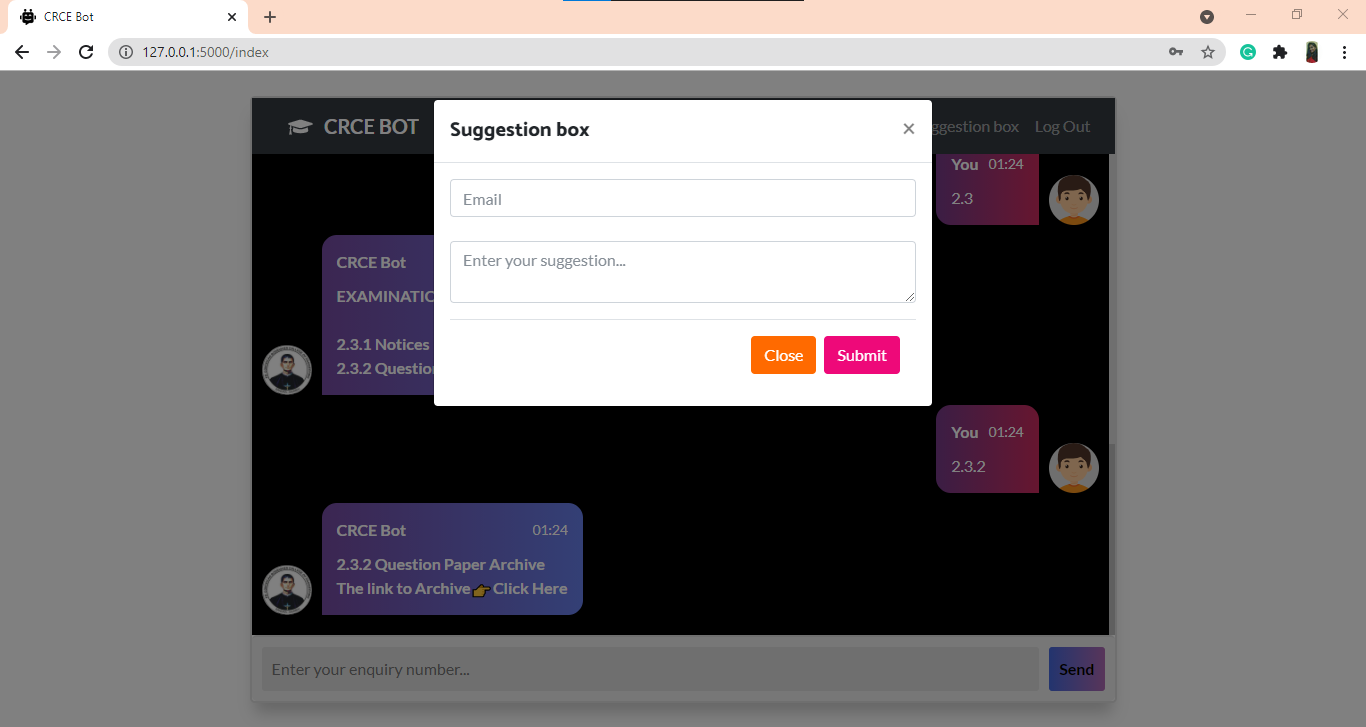 CRCE Bot
127.0.0.1:5000/index
CRCE BOT
ggestion box
Log Out
Suggestion box
×
Email
Enter your suggestion...
Close
Submit
You 01:24
2.3
CRCE Bot
EXAMINATIO
2.3.1 Notices
2.3.2 Question
You 01:24
2.3.2
CRCE Bot 01:24
2.3.2 Question Paper Archive
The link to Archive👉Click Here
Enter your enquiry number...
Send